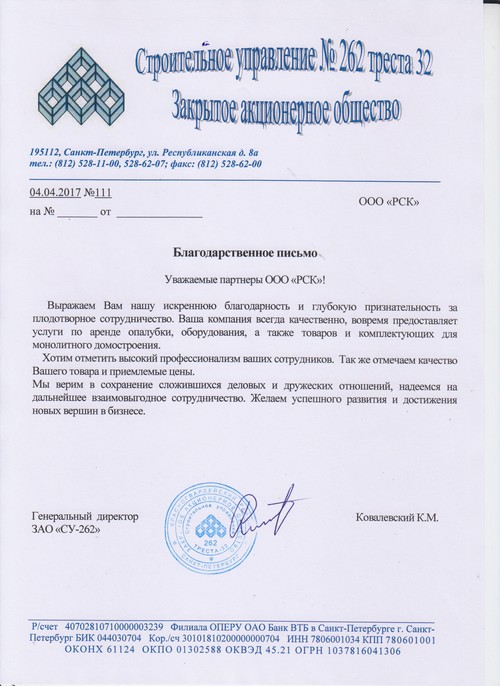 Строительное управление № 262 треста 32
Закрытое акционерное общество
195112, Санкт-Петербург, ул. Республиканская д. 8а
тел.: (812) 528-11-00, 528-62-07; факс: (812) 528-62-00
04.04.2017 №111
ООО «РСК»
на № _______ от _______________
Благодарственное письмо
Уважаемые партнеры ООО «РСК»!
Выражаем Вам нашу искреннюю благодарность и глубокую признательность за
плодотворное сотрудничество. Ваша компания всегда качественно, вовремя предоставляет
услуги по аренде опалубки, оборудования, а также товаров и комплектующих для
монолитного домостроения.
Хотим отметить высокий профессионализм ваших сотрудников. Так же отмечаем качество
Вашего товара и приемлемые цены.
Мы верим в сохранение сложившихся деловых и дружеских отношений, надеемся на
дальнейшее взаимовыгодное сотрудничество. Желаем успешного развития и достижения
новых вершин в бизнесе.
Генеральный директор
ЗАО «СУ-262»
Ковалевский К.М.
262
ТРЕСТА-32
САНКТ-ПЕТЕРБУРГ
Р/счет 40702810710000003239 Филиала ОПЕРУ ОАО Банк ВТБ в Санкт-Петербурге г. Санкт-
Петербург БИК 044030704 Кор./сч 30101810200000000704 ИНН 7806001034 КПП 780601001
ОКОНХ 61124 ОКПО 01302588 ОКВЭД 45.21 ОГРН 1037816041306